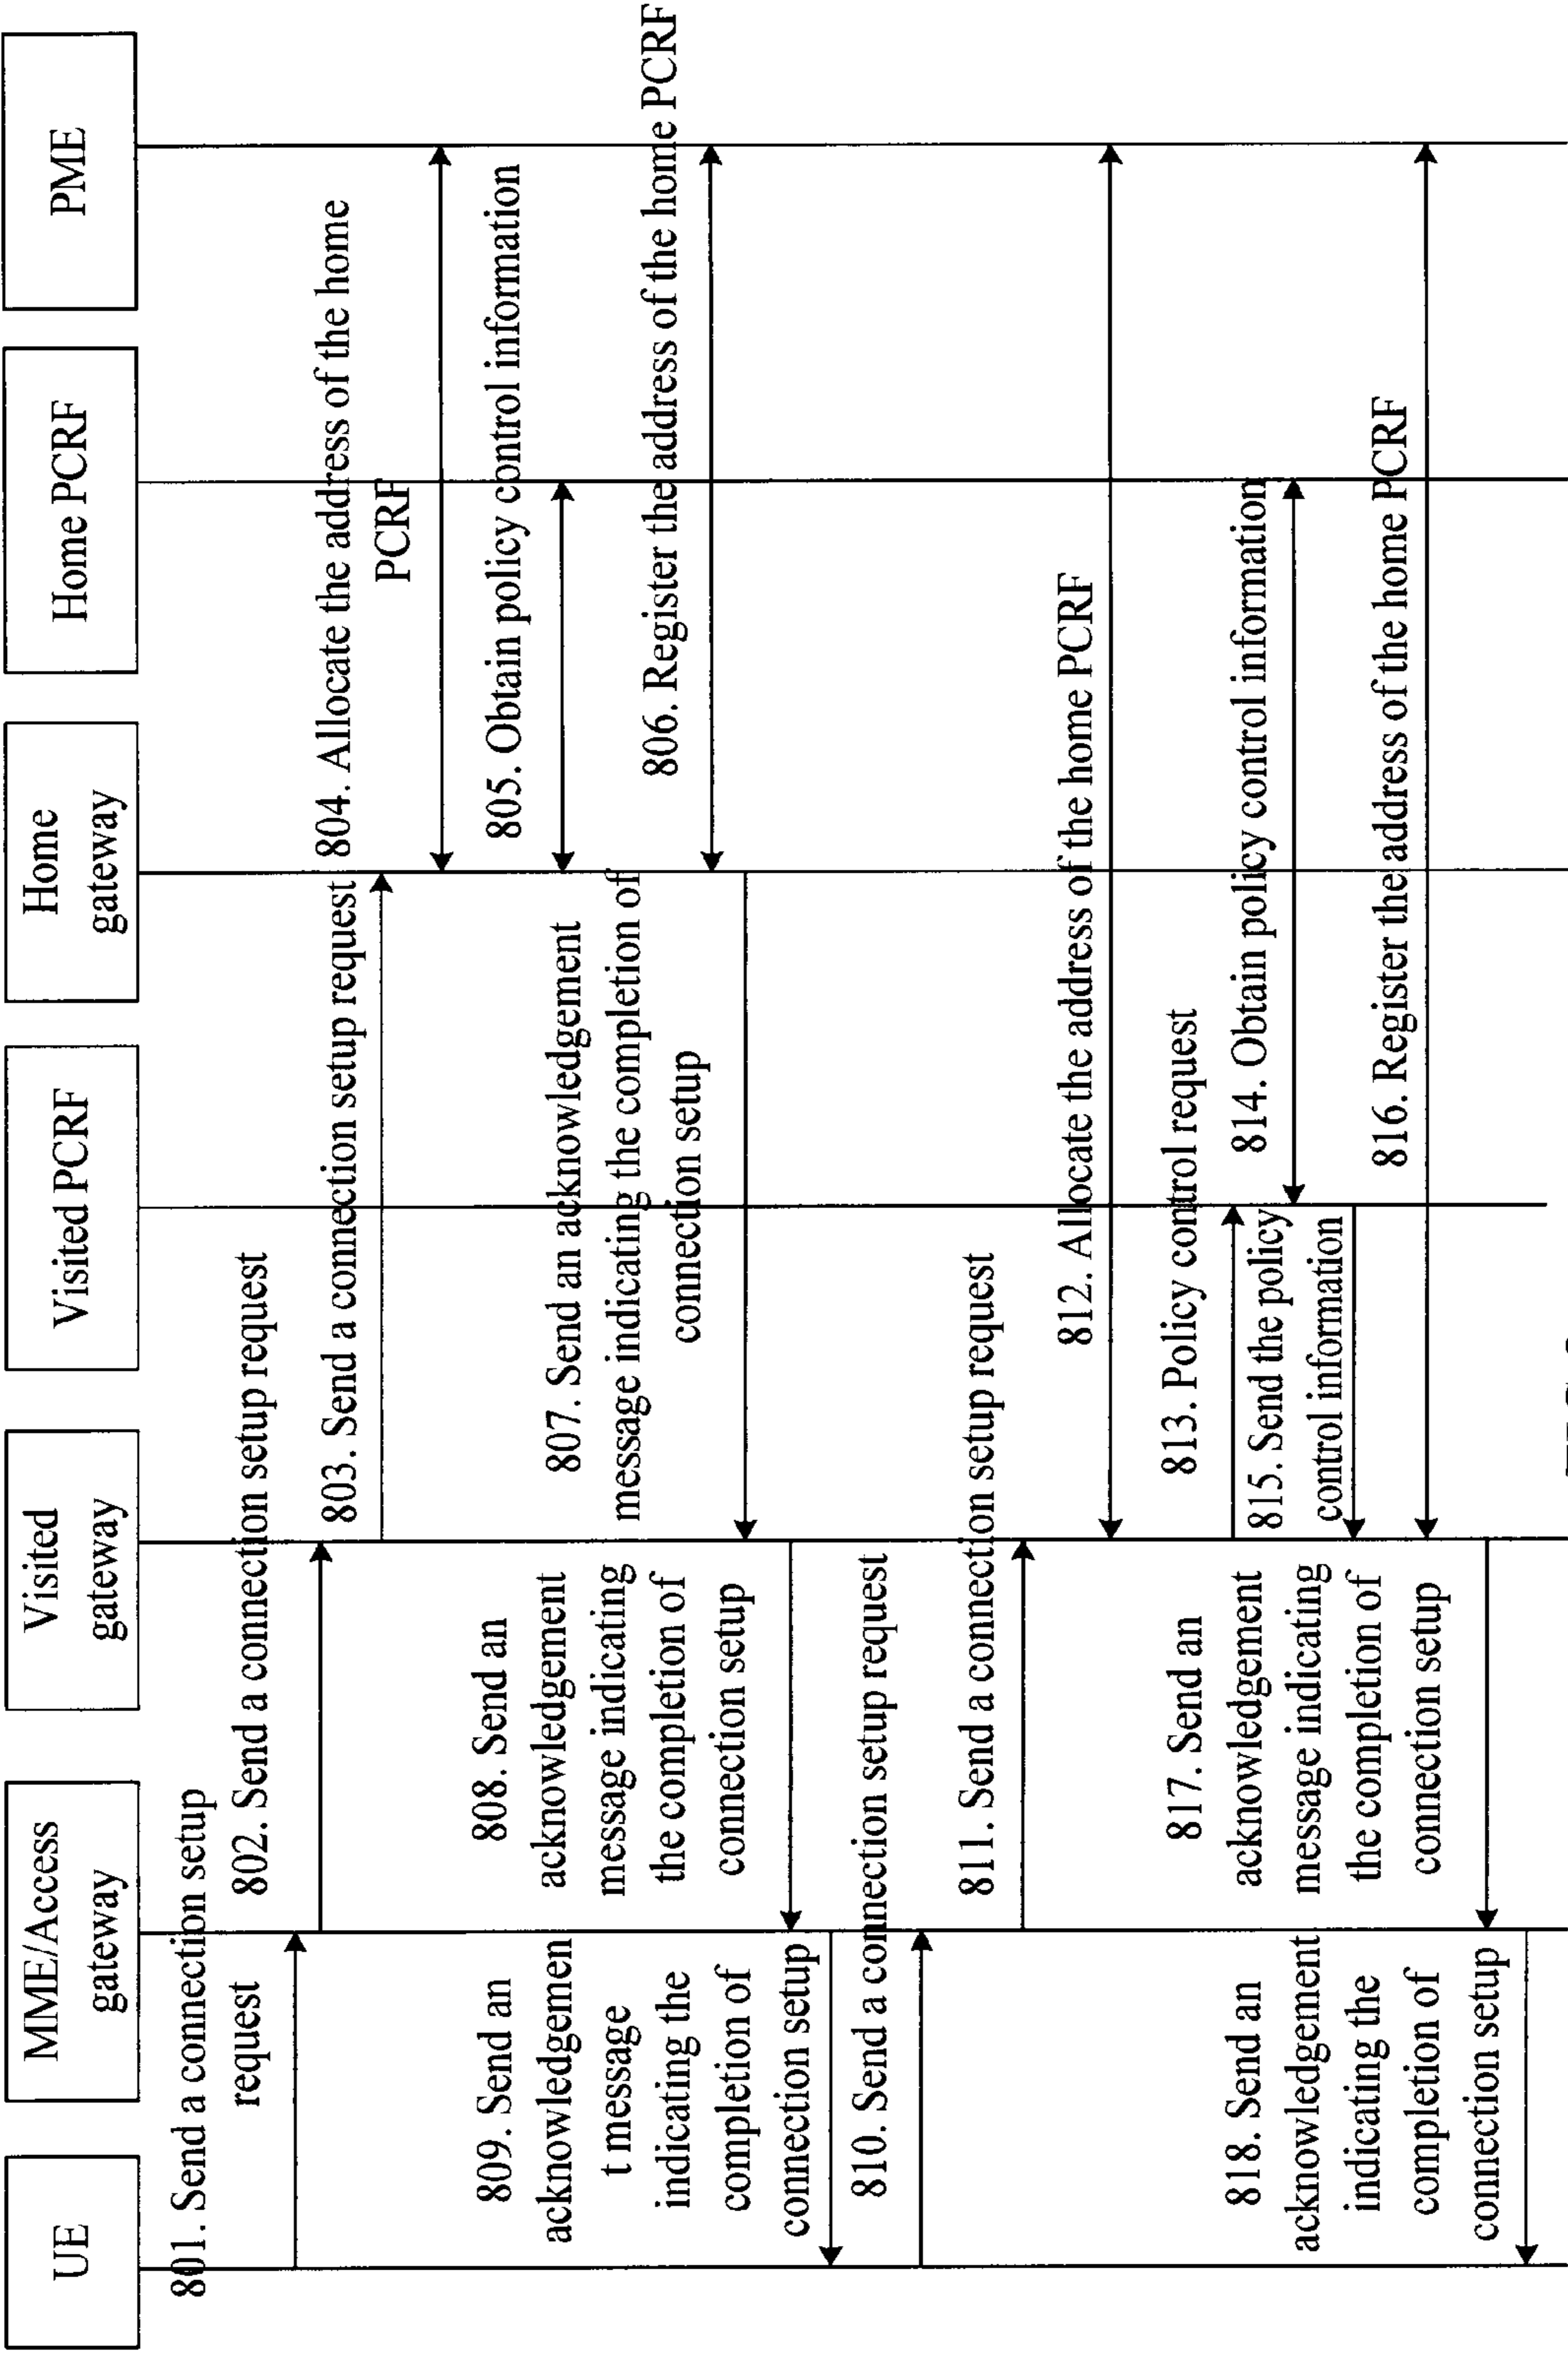 UE
MME/Access
gateway
Visited
gateway
Visited PCRF
Home
gateway
Home PCRF
PME
801. Send a connection setup
request
802. Send a connection setup request
803. Send a connection setup request
804. Allocate the address of the home
PCRF
805. Obtain policy control information
806. Register the address of the home PCRF
807. Send an acknowledgement
message indicating the completion of
connection setup
808. Send an
acknowledgement
message indicating
the completion of
connection setup
809. Send an
acknowledgemen
t message
indicating the
completion of
connection setup
810. Send a connection setup request
811. Send a connection setup request
812. Allocate the address of the home PCRF
813. Policy control request
814. Obtain policy control information
815. Send the policy
control information
816. Register the address of the home PCRF
817. Send an
acknowledgement
message indicating
the completion of
connection setup
818. Send an
acknowledgement
indicating the
completion of
connection setup